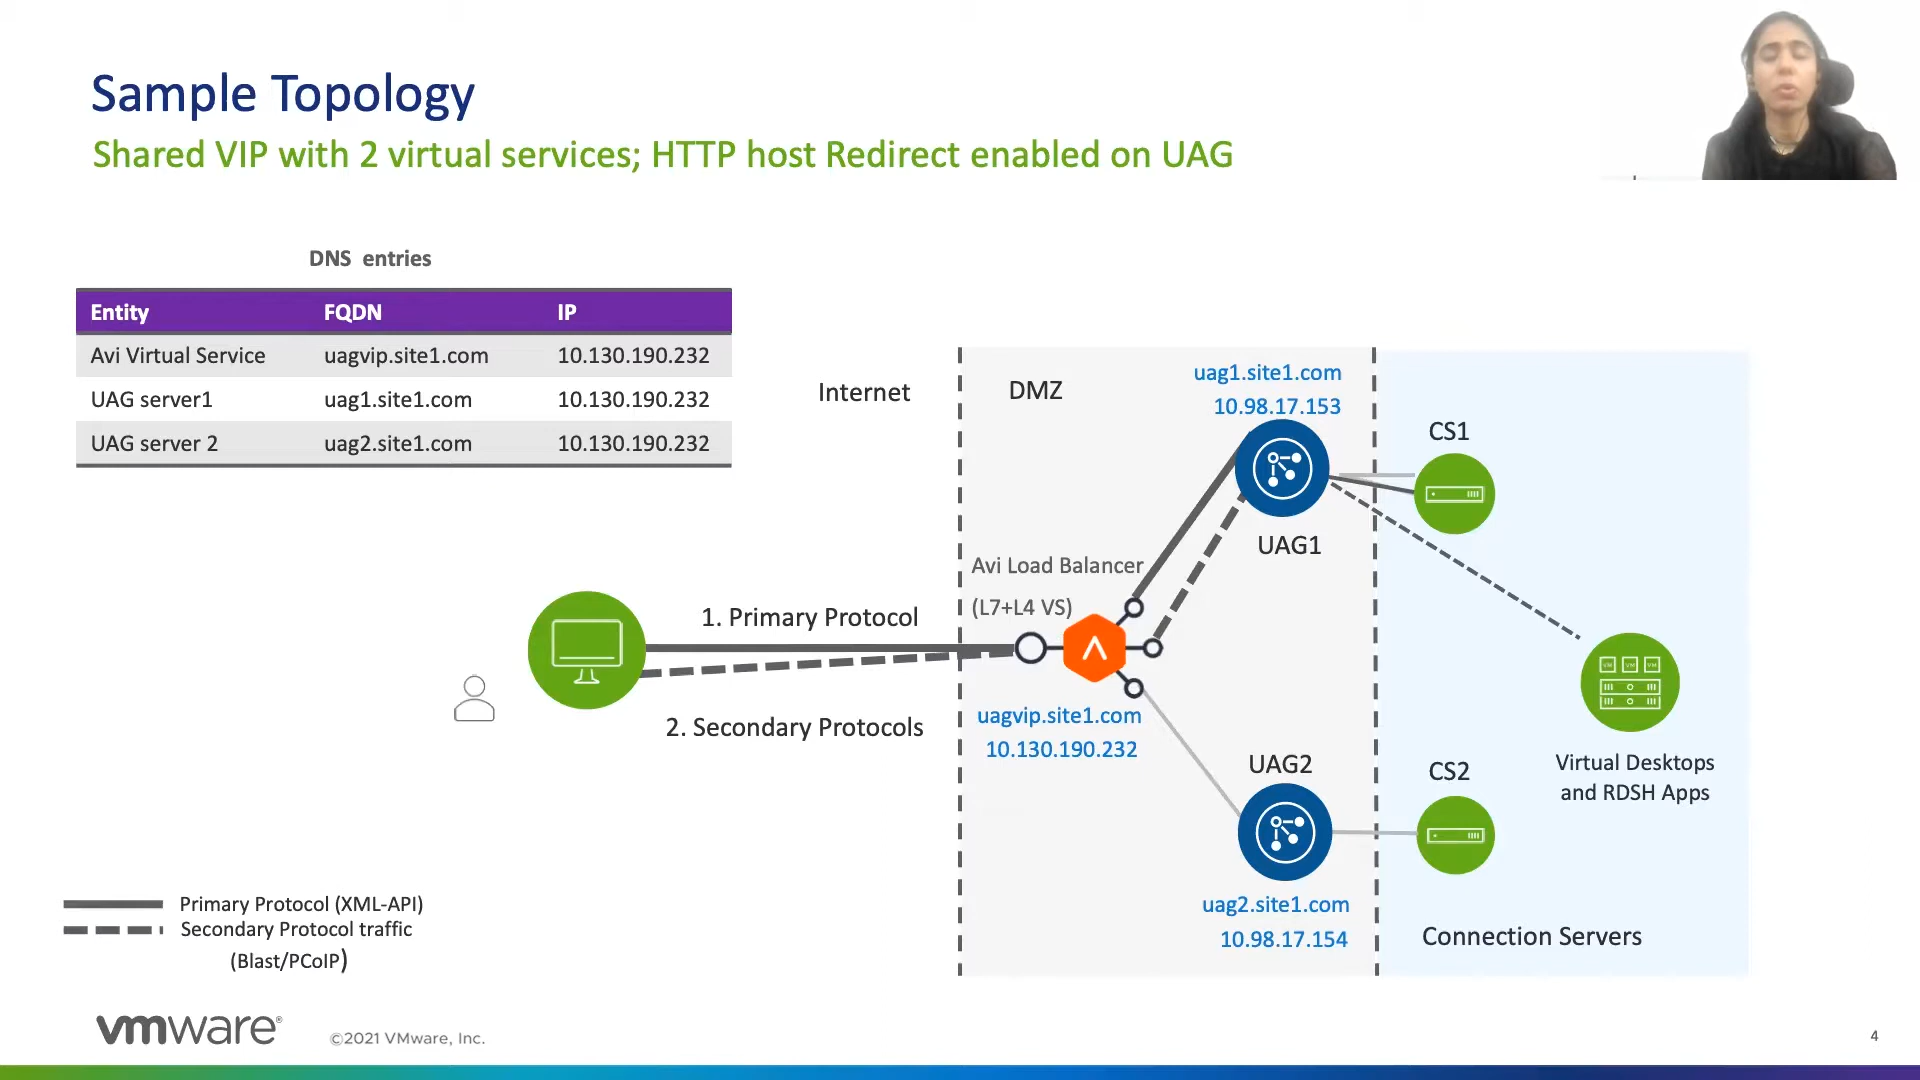 Sample Topology
Shared VIP with 2 virtual services; HTTP host Redirect enabled on UAG
DNS entries
Entity FQDN IP
Avi Virtual Service uagvip.site1.com 10.130.190.232
UAG server1 uag1.site1.com 10.130.190.232
UAG server 2 uag2.site1.com 10.130.190.232
Internet
DMZ
uag1.site1.com
10.98.17.153
CS1
UAG1
Avi Load Balancer
(L7+L4 VS)
1. Primary Protocol
2. Secondary Protocols
uagvip.site1.com
10.130.190.232
VM VM VM
UAG2
CS2
Virtual Desktops
and RDSH Apps
uag2.site1.com
10.98.17.154
Connection Servers
Primary Protocol (XML-API)
Secondary Protocol traffic
(Blast/PCoIP)
vmware®
©2021 VMware, Inc.
4